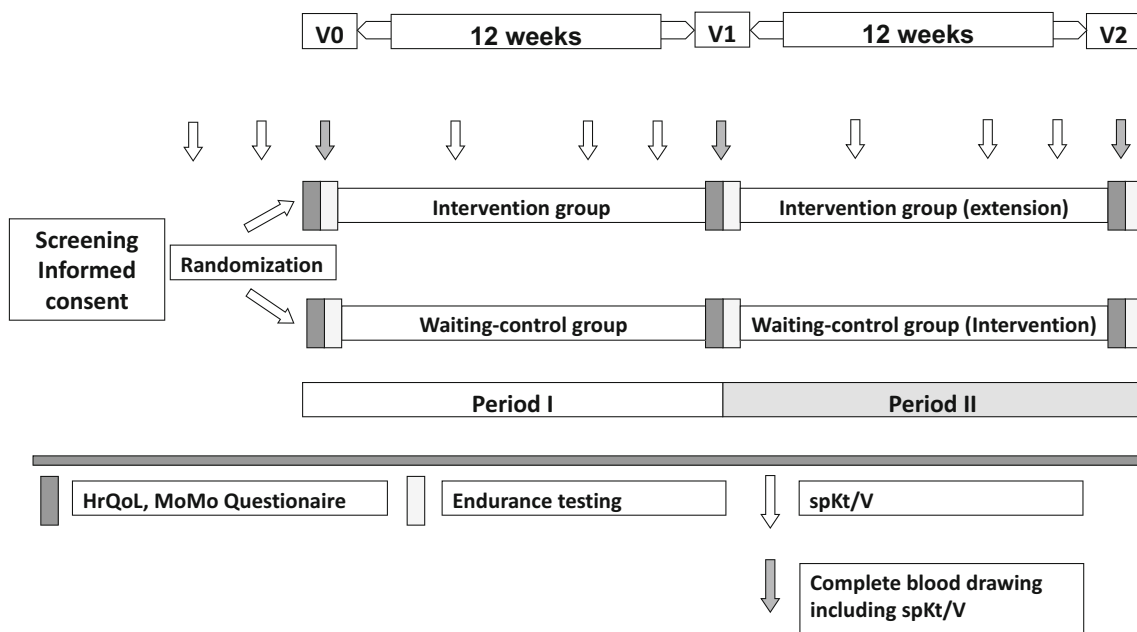 V0
12 weeks
V1
12 weeks
V2
Screening
Informed
consent
Randomization
Intervention group
Intervention group (extension)
Waiting-control group
Waiting-control group (Intervention)
Period I
Period II
HrQoL, MoMo Questionaire
Endurance testing
spKt/V
Complete blood drawing
including spKt/V